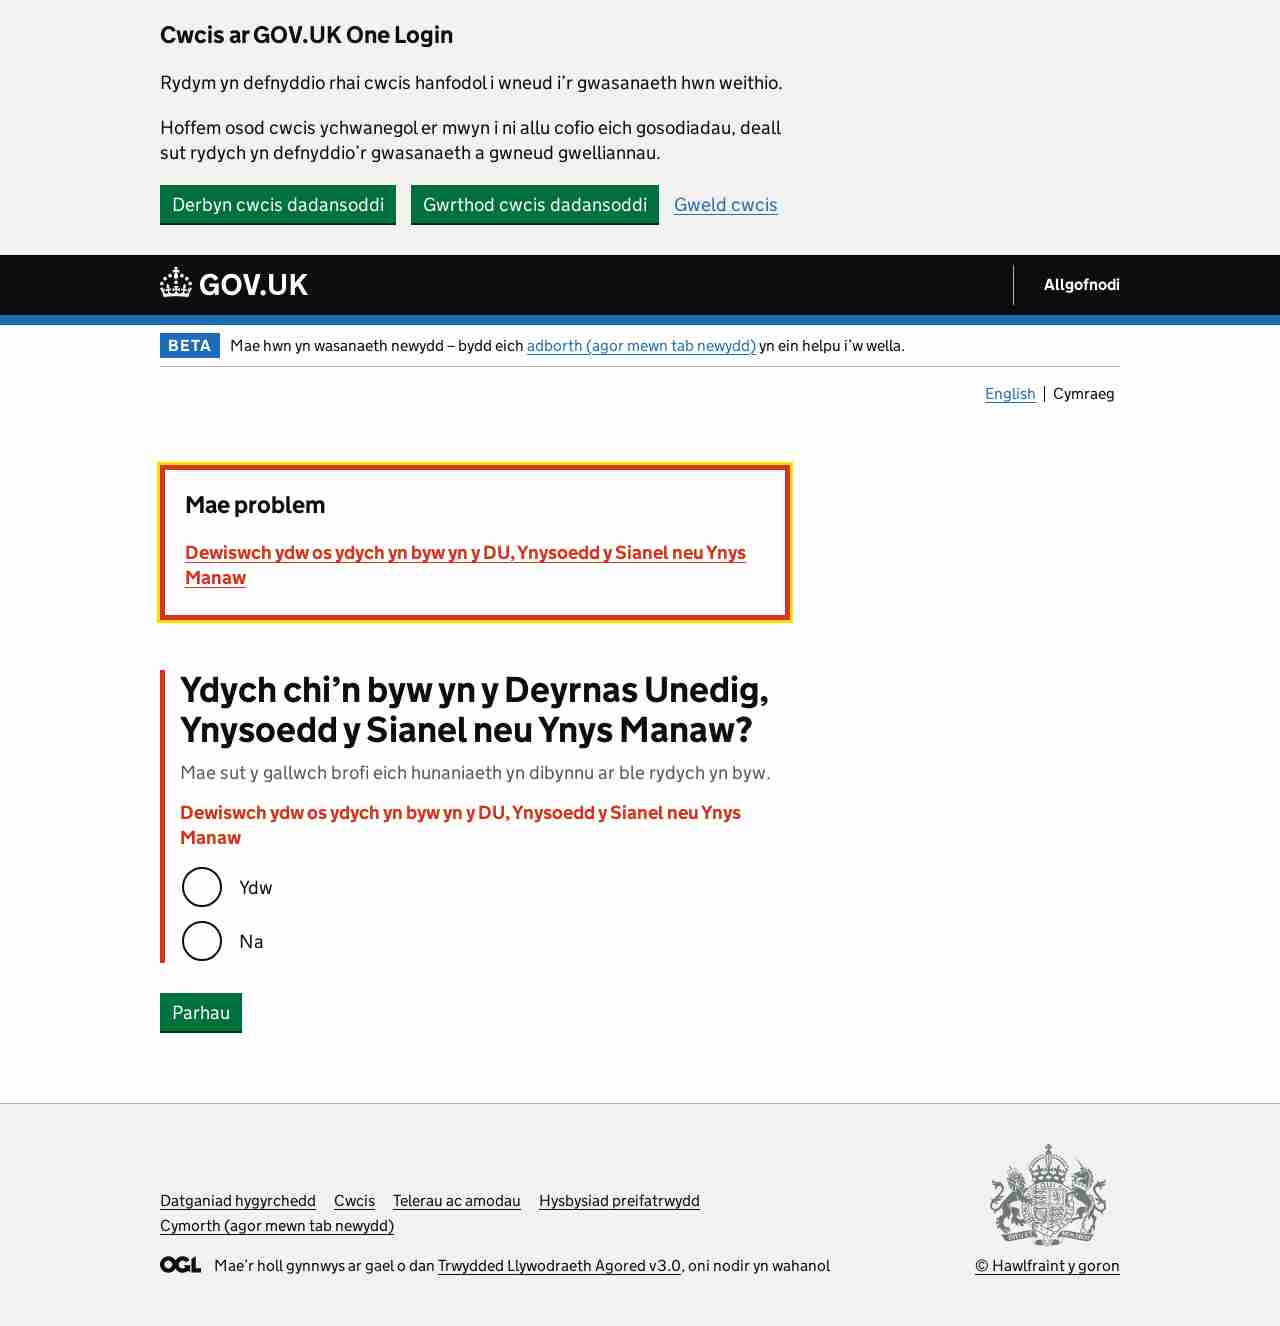 Cwcis ar GOV.UK One Login
Rydym yn defnyddio rhai cwcis hanfodol i wneud i’r gwasanaeth hwn weithio.
Hoffem osod cwcis ychwanegol er mwyn i ni allu cofio eich gosodiadau, deall
sut rydych yn defnyddio’r gwasanaeth a gwneud gwelliannau.
Derbyn cwcis dadansoddi Gwrthod cwcis dadansoddi Gweld cwcis
GOV.UK Allgofnodi
BETA Mae hwn yn wasanaeth newydd – bydd eich adborth (agor mewn tab newydd) yn ein helpu i’w wella.
English Cymraeg
Mae problem
Dewiswch ydw os ydych yn byw yn y DU, Ynysoedd y Sianel neu Ynys
Manaw
Ydych chi’n byw yn y Deyrnas Unedig,
Ynysoedd y Sianel neu Ynys Manaw?
Mae sut y gallwch brofi eich hunaniaeth yn dibynnu ar ble rydych yn byw.
Dewiswch ydw os ydych yn byw yn y DU, Ynysoedd y Sianel neu Ynys
Manaw
Ydw
Na
Parhau
Datganiad hygyrchedd Cwcis Telerau ac amodau Hysbysiad preifatrwydd
Cymorth (agor mewn tab newydd)
OGL Mae’r holl gynnwys ar gael o dan Trwydded Llywodraeth Agored v3.0, oni nodir yn wahanol
© Hawlfraint y goron